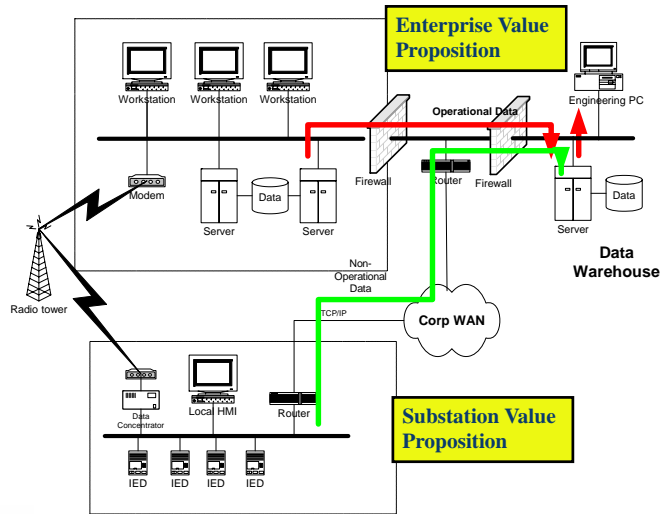 Enterprise Value
Proposition
Workstation
Workstation
Workstation
Engineering PC
Operational Data
Firewall
Router
Firewall
Modem
Data
Server
Server
Server
Data
Data
Warehouse
Radio tower
Non-
Operational
Data
TCP/IP
Corp WAN
Data
Concentrator
Local HMI
Router
Substation Value
Proposition
IED
IED
IED
IED